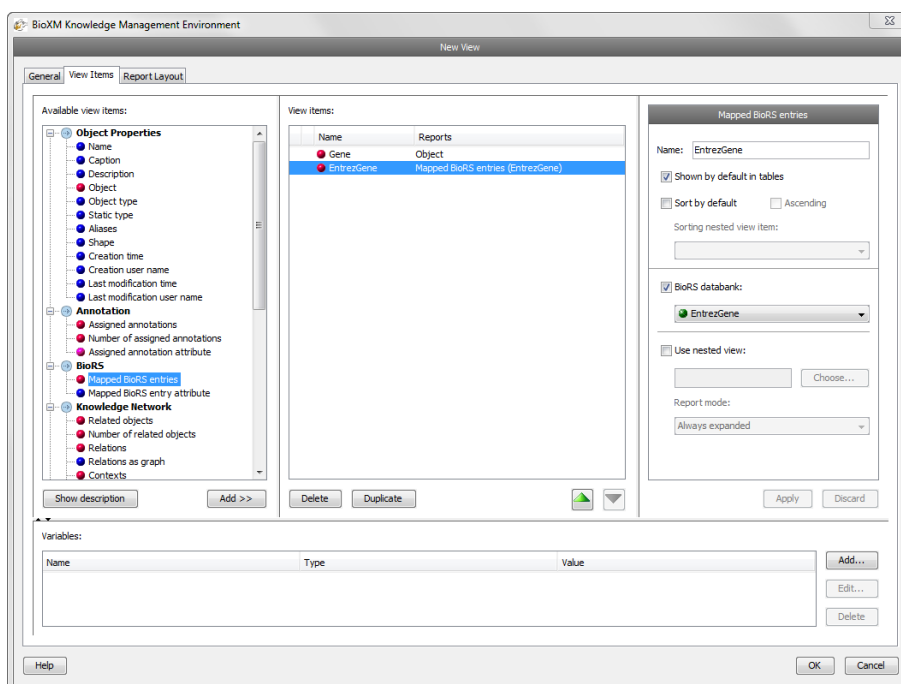 BioXM Knowledge Management Environment
New View
General View Items Report Layout
Available view items:
Object Properties
Name
Caption
Description
Object
Object type
Static type
Aliases
Shape
Creation time
Creation user name
Last modification time
Last modification user name
Annotation
Assigned annotations
Number of assigned annotations
Assigned annotation attribute
BioRS
Mapped BioRS entries
Mapped BioRS entry attribute
Knowledge Network
Related objects
Number of related objects
Relations
Relations as graph
Contexts
Show description Add >>
View items:
Name Reports
Gene Object
EntrezGene Mapped BioRS entries (EntrezGene)
Delete Duplicate
Mapped BioRS entries
Name: EntrezGene
Shown by default in tables
Sort by default Ascending
Sorting nested view item:
BioRS databank:
EntrezGene
Use nested view:
Choose...
Report mode:
Always expanded
Apply Discard
Variables:
Name Type Value
Add...
Edit...
Delete
Help OK Cancel